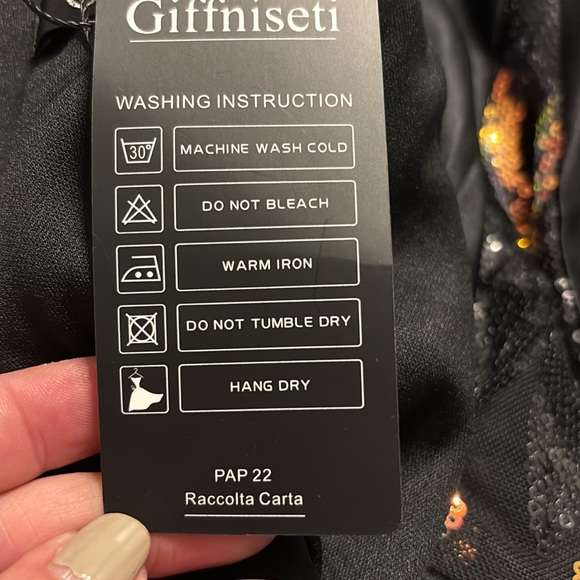 Giffniseti
WASHING INSTRUCTION
30° MACHINE WASH COLD
DO NOT BLEACH
WARM IRON
DO NOT TUMBLE DRY
HANG DRY
PAP 22
Raccolta Carta